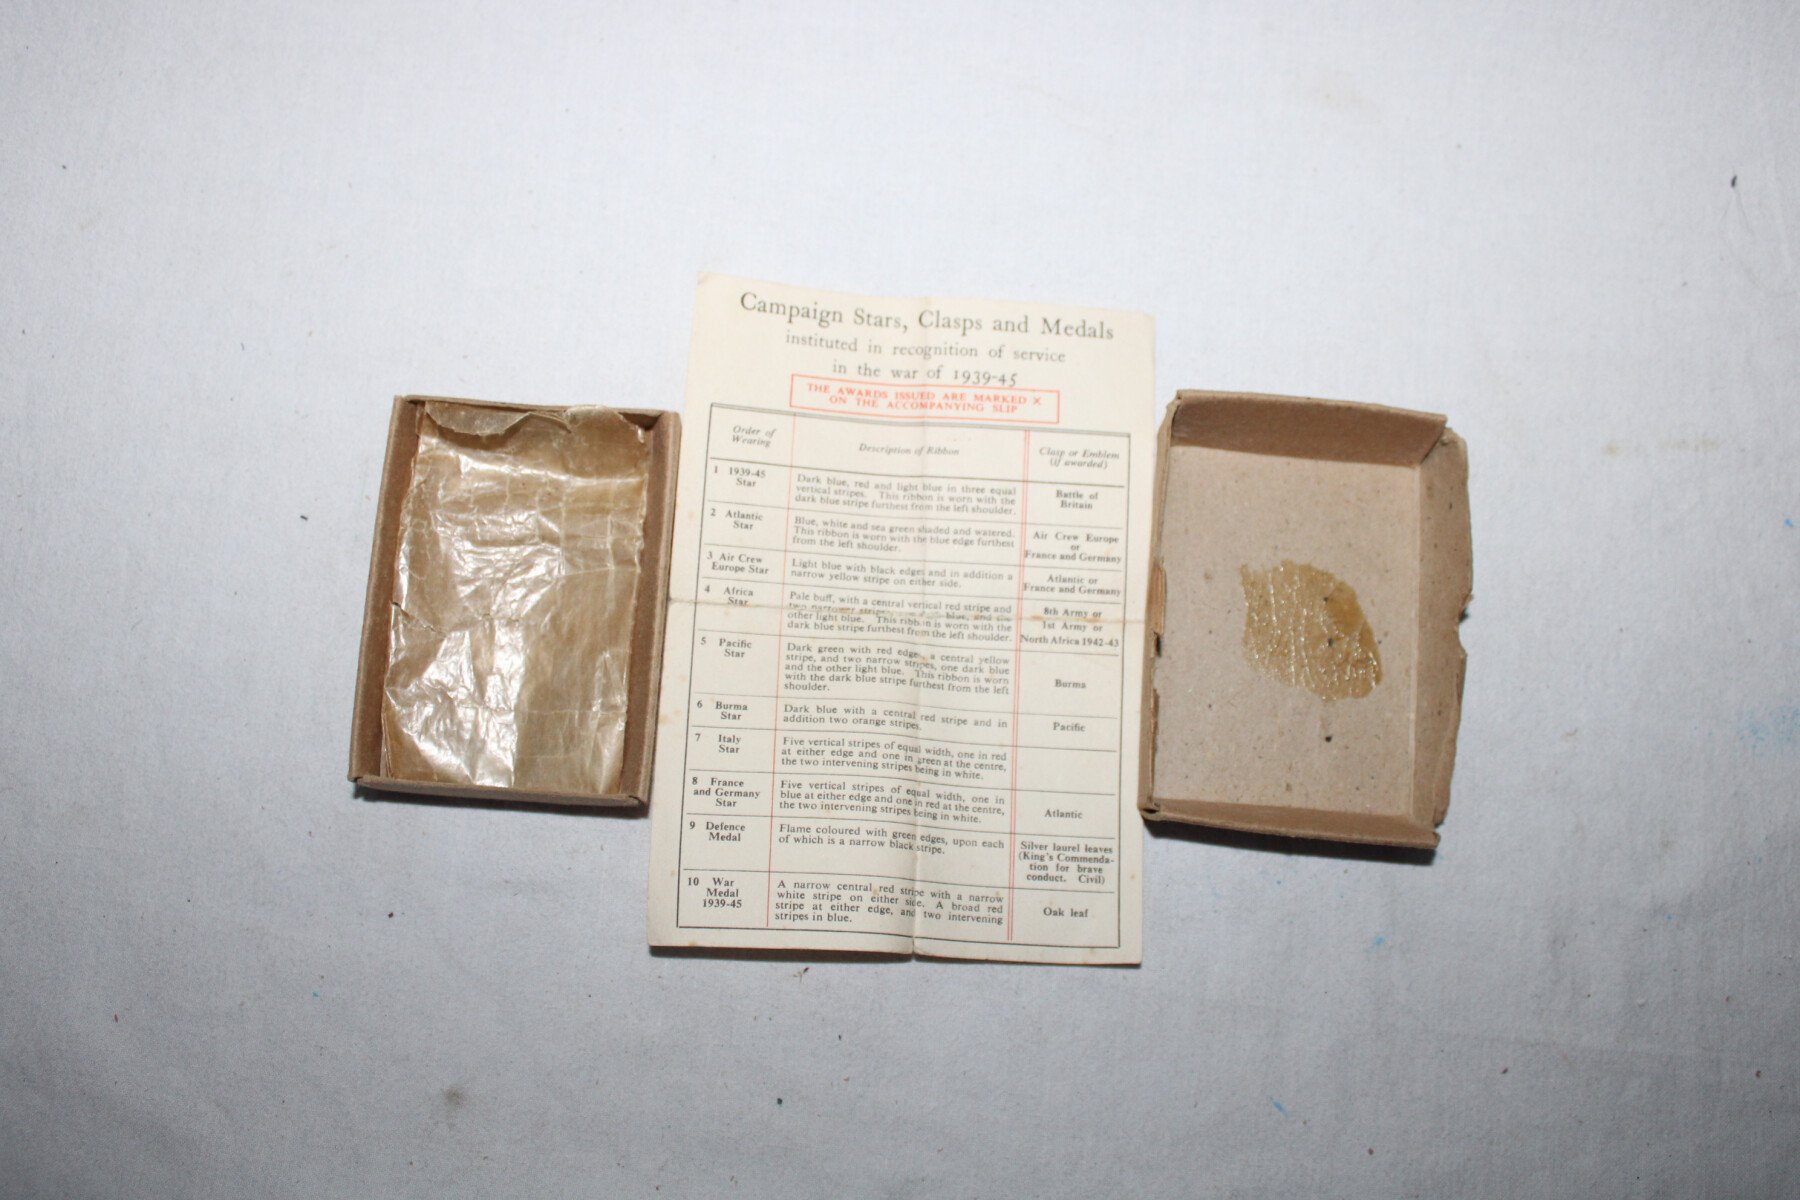 Campaign Stars, Clasps and Medals
instituted in recognition of service
in the war of 1939-45
THE AWARDS ISSUED ARE MARKED X
ON THE ACCOMPANYING SLIP
Order of
Wearing
Description of Ribbon
Clasp or Emblem
(if awarded)
1 1939-45
Star
Dark blue, red and light blue in three equal
vertical stripes. This ribbon is worn with the
dark blue stripe furthest from the left shoulder.
Battle of
Britain
2 Atlantic
Star
Blue, white and sea green shaded and watered.
This ribbon is worn with the blue edge furthest
from the left shoulder.
Air Crew Europe
or
France and Germany
3 Air Crew
Europe Star
Light blue with black edges and in addition a
narrow yellow stripe on either side.
Atlantic or
France and Germany
4 Africa
Star
Pale buff, with a central vertical red stripe and
two narrower stripes, blue, and the
other light blue. This ribbon is worn with the
dark blue stripe furthest from the left shoulder.
8th Army or
1st Army or
North Africa 1942-43
5 Pacific
Star
Dark green with red edges, a central yellow
stripe, and two narrow stripes, one dark blue
and the other light blue. This ribbon is worn
with the dark blue stripe furthest from the left
shoulder.
Burma
6 Burma
Star
Dark blue with a central red stripe and in
addition two orange stripes.
Pacific
7 Italy
Star
Five vertical stripes of equal width, one in red
at either edge and one in green at the centre,
the two intervening stripes being in white.
8 France
and Germany
Star
Five vertical stripes of equal width, one in
blue at either edge and one in red at the centre,
the two intervening stripes being in white.
Atlantic
9 Defence
Medal
Flame coloured with green edges, upon each
of which is a narrow black stripe.
Silver laurel leaves
(King's Commenda-
tion for brave
conduct. Civil)
10 War
Medal
1939-45
A narrow central red stripe with a narrow
white stripe on either side. A broad red
stripe at either edge, and two intervening
stripes in blue.
Oak leaf